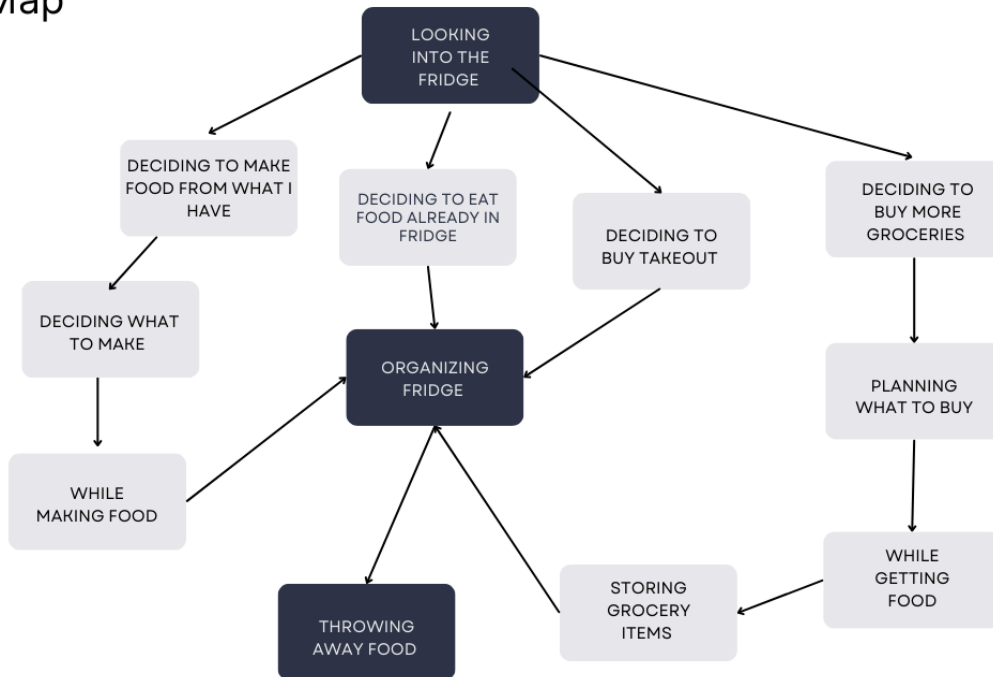 Map
LOOKING
INTO THE
FRIDGE
DECIDING TO MAKE
FOOD FROM WHAT I
HAVE
DECIDING TO EAT
FOOD ALREADY IN
FRIDGE
DECIDING TO
BUY TAKEOUT
DECIDING TO
BUY MORE
GROCERIES
DECIDING WHAT
TO MAKE
ORGANIZING
FRIDGE
PLANNING
WHAT TO BUY
WHILE
MAKING FOOD
WHILE
GETTING
FOOD
STORING
GROCERY
ITEMS
THROWING
AWAY FOOD